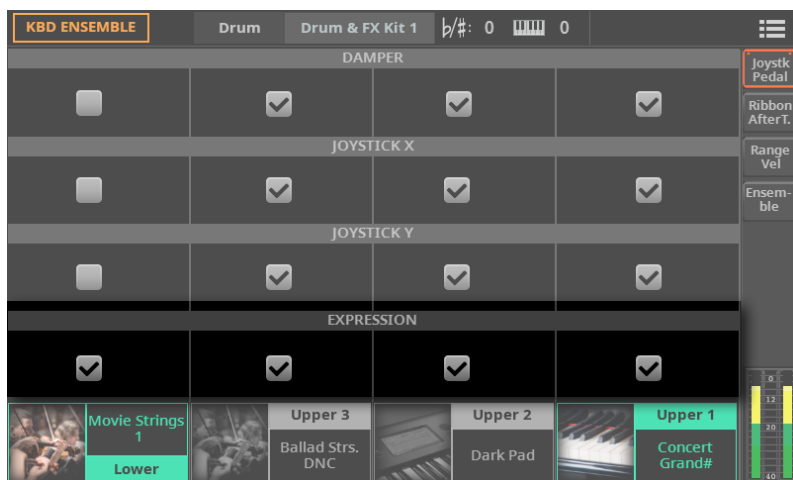 KBD ENSEMBLE Drum Drum & FX Kit 1 b/#: 0 0
DAMPER
Joystk
Pedal
Ribbon
AfterT.
JOYSTICK X
Range
Vel
Ensem-
ble
JOYSTICK Y
EXPRESSION
0
12
20
40
Movie Strings
1
Lower
Upper 3
Ballad Strs.
DNC
Upper 2
Dark Pad
Upper 1
Concert
Grand#